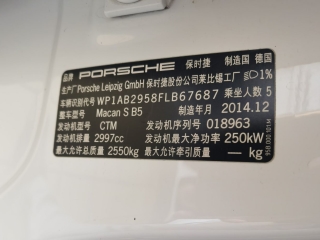 品牌 PORSCHE 保时捷 制造国 德国
生产厂 Porsche Leipzig GmbH 保时捷股份公司莱比锡工厂 1%
车辆识别代号 WP1AB2958FLB67687 乘坐人数 5
整车型号 Macan S B5 制造年月 2014.12
发动机型号 CTM 发动机序列号 018963
发动机排量 2997cc 发动机最大净功率 250kW
最大允许总质量 2550kg 最大允许牵引质量 — kg